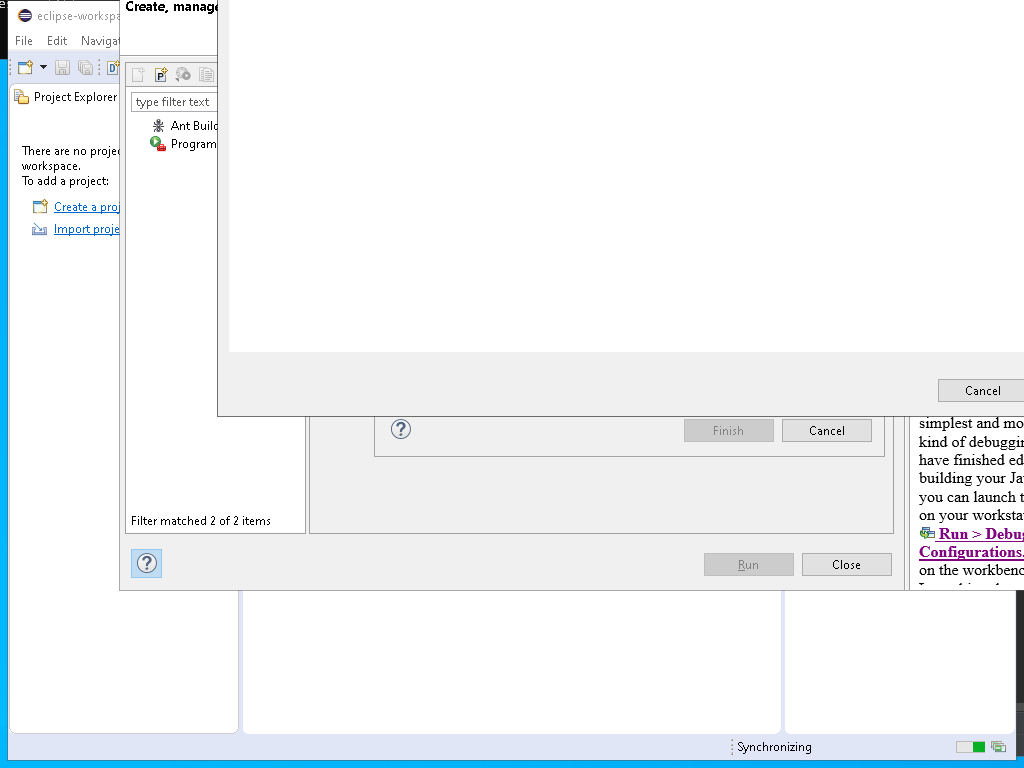 eclipse-workspa
Create, manag
File Edit Navigat
Project Explorer
type filter text
Ant Build
Program
There are no projec
workspace.
To add a project:
Create a proj
Import proje
Cancel
Finish
Cancel
simplest and mo
kind of debuggin
have finished ed
building your Ja
you can launch t
on your worksta
Run > Debug
Configurations.
on the workbenc
Filter matched 2 of 2 items
Run
Close
Synchronizing